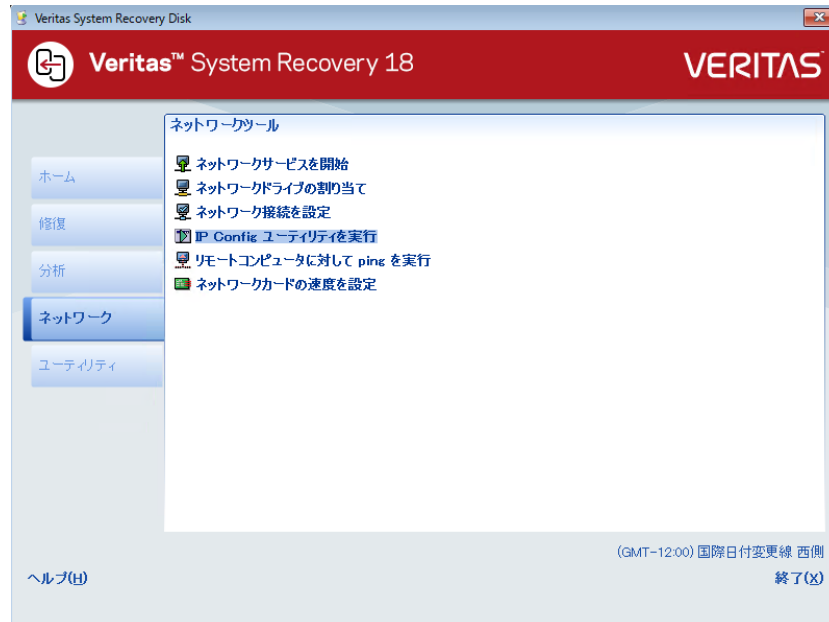 Veritas System Recovery Disk
Veritas™ System Recovery 18
VERITAS
ネットワークツール
ホーム
修復
分析
ネットワーク
ユーティリティ
ネットワークサービスを開始
ネットワークドライブの割り当て
ネットワーク接続を設定
IP Config ユーティリティを実行
リモートコンピュータに対して ping を実行
ネットワークカードの速度を設定
(GMT-12:00) 国際日付変更線 西側
ヘルプ(H)
終了(X)